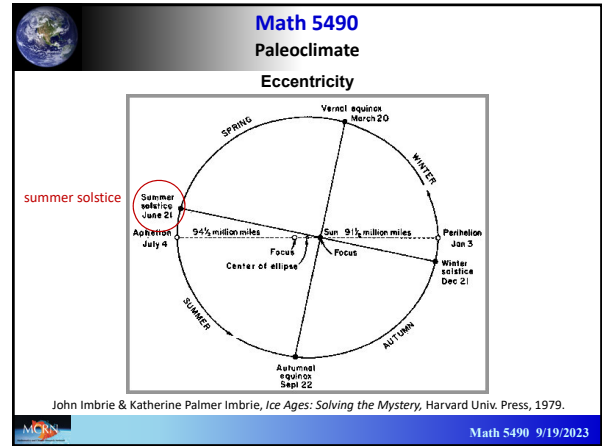 Math 5490
Paleoclimate
Eccentricity
Vernal equinox
March 20
SPRING
WINTER
summer solstice
Summer
solstice
June 21
Aphelion
July 4
94½ million miles
Sun
91½ million miles
Perihelion
Jan 3
Focus
Focus
Center of ellipse
Winter
solstice
Dec 21
SUMMER
AUTUMN
Autumnal
equinox
Sept 22
John Imbrie & Katherine Palmer Imbrie, Ice Ages: Solving the Mystery, Harvard Univ. Press, 1979.
MCRN
Math 5490 9/19/2023